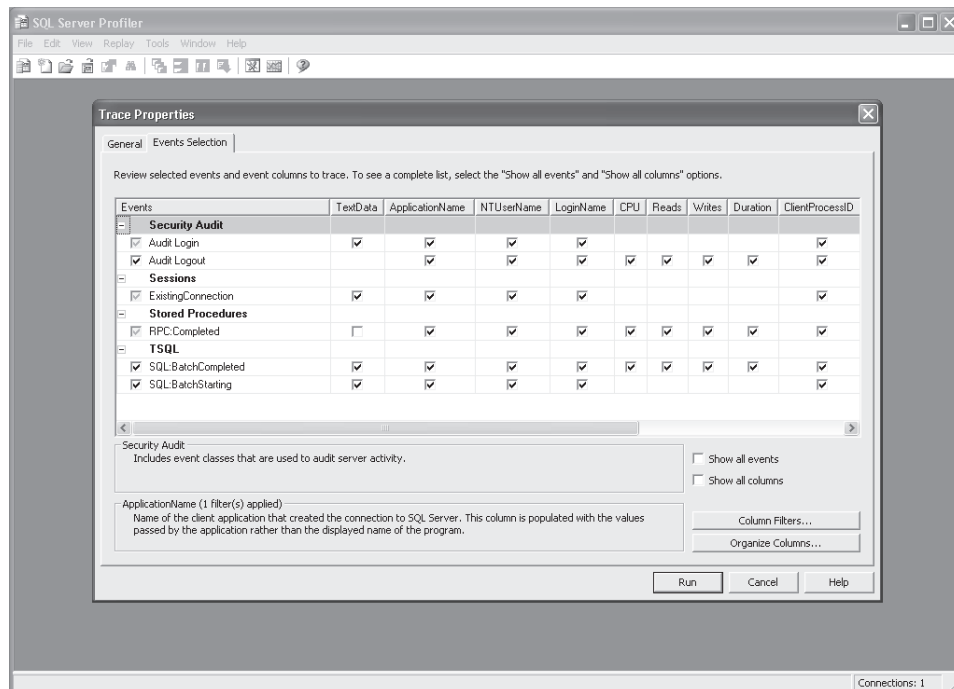 SQL Server Profiler
File Edit View Replay Tools Window Help
Trace Properties
General Events Selection
Review selected events and event columns to trace. To see a complete list, select the "Show all events" and "Show all columns" options.
Events TextData ApplicationName NTUserName LoginName CPU Reads Writes Duration ClientProcessID
Security Audit
Audit Login
Audit Logout
Sessions
ExistingConnection
Stored Procedures
RPC:Completed
TSQL
SQL:BatchCompleted
SQL:BatchStarting
Security Audit
Includes event classes that are used to audit server activity.
Show all events
Show all columns
ApplicationName (1 filter(s) applied)
Name of the client application that created the connection to SQL Server. This column is populated with the values
passed by the application rather than the displayed name of the program.
Column Filters...
Organize Columns...
Run Cancel Help
Connections: 1